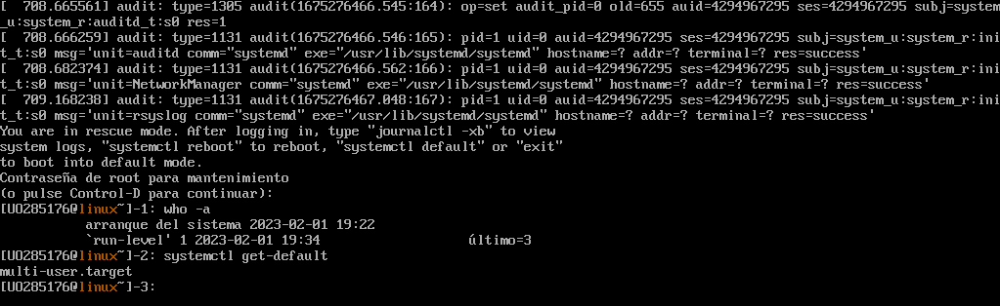 [  708.665561] audit: type=1305 audit(1675276466.545:164): op=set audit_pid=0 old=655 auid=4294967295 ses=4294967295 subj=system
_u:system_r:auditd_t:s0 res=1
[  708.666259] audit: type=1131 audit(1675276466.546:165): pid=1 uid=0 auid=4294967295 ses=4294967295 subj=system_u:system_r:ini
t_t:s0 msg='unit=auditd comm="systemd" exe="/usr/lib/systemd/systemd" hostname=? addr=? terminal=? res=success'
[  708.682374] audit: type=1131 audit(1675276466.562:166): pid=1 uid=0 auid=4294967295 ses=4294967295 subj=system_u:system_r:ini
t_t:s0 msg='unit=NetworkManager comm="systemd" exe="/usr/lib/systemd/systemd" hostname=? addr=? terminal=? res=success'
[  709.168238] audit: type=1131 audit(1675276467.048:167): pid=1 uid=0 auid=4294967295 ses=4294967295 subj=system_u:system_r:ini
t_t:s0 msg='unit=rsyslog comm="systemd" exe="/usr/lib/systemd/systemd" hostname=? addr=? terminal=? res=success'
You are in rescue mode. After logging in, type "journalctl -xb" to view
system logs, "systemctl reboot" to reboot, "systemctl default" or "exit"
to boot into default mode.
Contraseña de root para mantenimiento
(o pulse Control-D para continuar):
[UO285176@linux~]-1: who -a
           arranque del sistema 2023-02-01 19:22
           `run-level' 1 2023-02-01 19:34                   último=3
[UO285176@linux~]-2: systemctl get-default
multi-user.target
[UO285176@linux~]-3: